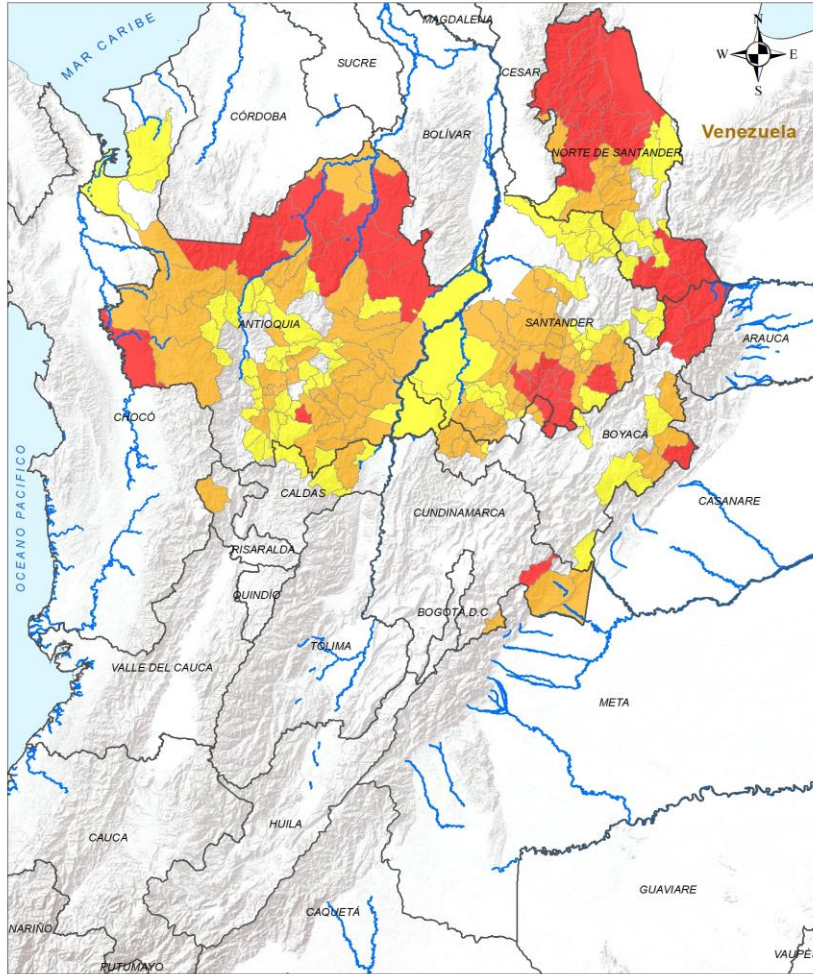 MAGDALENA
N
MAR CARIBE
SUCRE
CESAR
W
E
S
CÓRDOBA
BOLÍVAR
Venezuela
NORTE DE SANTANDER
ANTIOQUIA
SANTANDER
ARAUCA
CHOCÓ
BOYACÁ
OCEANO PACIFICO
CALDAS
CASANARE
CUNDINAMARCA
RISARALDA
QUINDÍO
BOGOTÁ, D.C
TOLIMA
VALLE DEL CAUCA
META
HUILA
CAUCA
GUAVIARE
CAQUETÁ
NARIÑO
PUTUMAYO
VAUPÉS